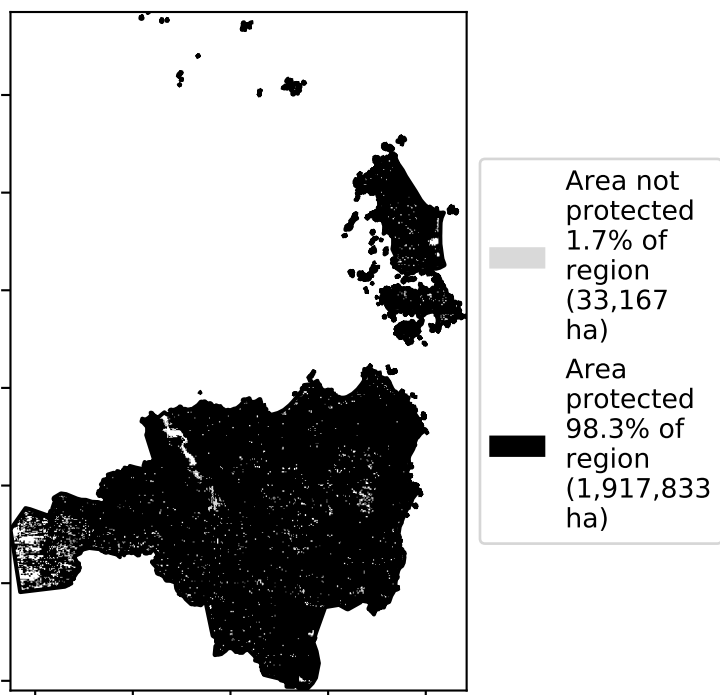 Area not
protected
1.7% of
region
(33,167
ha)
Area
protected
98.3% of
region
(1,917,833
ha)